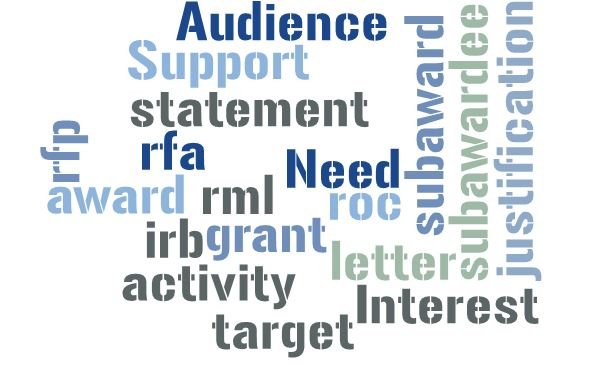 Audience
Support
statement
rfp
rfa
Need
award
rml
roc
irb
grant
letter
activity
Interest
target
subaward
subawardee
justification